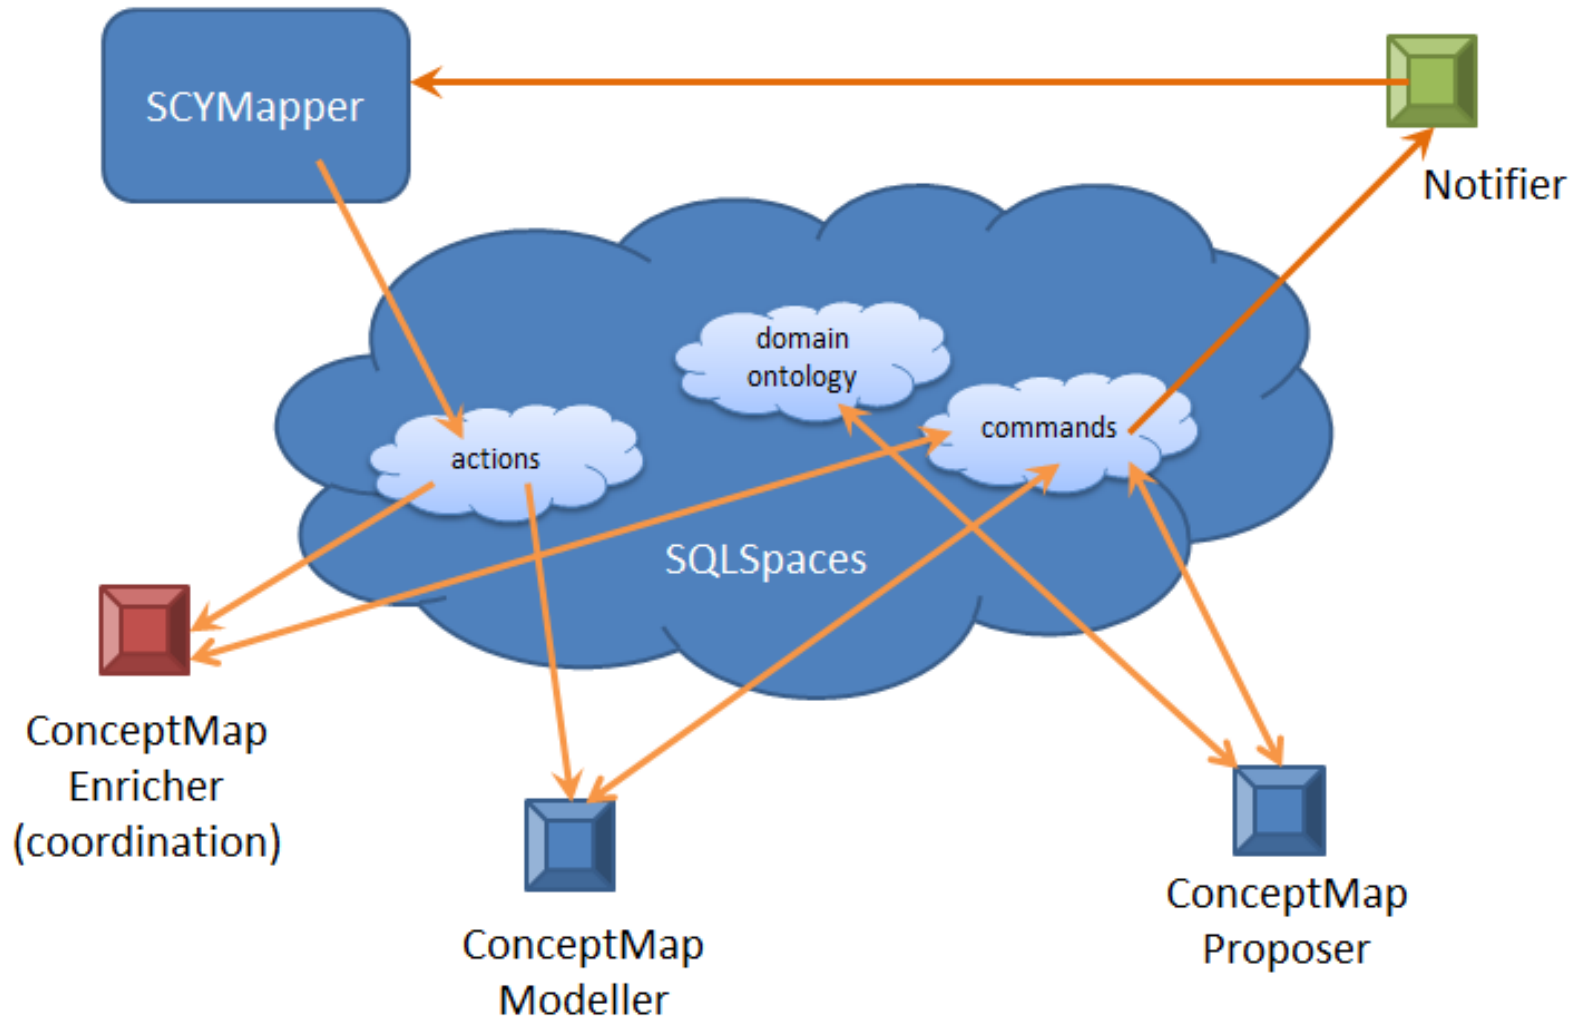 SCYMapper
Notifier
domain
ontology
commands
actions
SQLSpaces
ConceptMap
Enricher
(coordination)
ConceptMap
Modeller
ConceptMap
Proposer